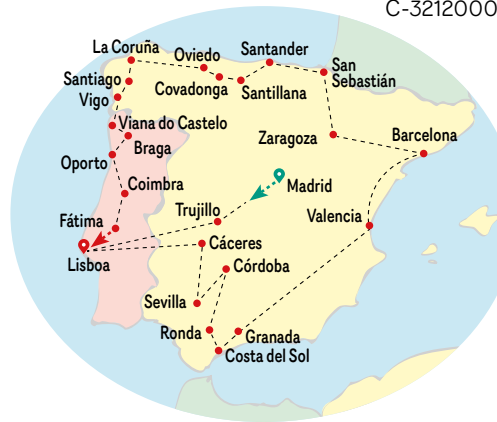 C-3212000
La Coruña
Oviedo
Santander
San
Sebastián
Santiago
Covadonga
Santillana
Vigo
Viana do Castelo
Braga
Zaragoza
Barcelona
Oporto
Coimbra
Madrid
Trujillo
Valencia
Fátima
Cáceres
Lisboa
Córdoba
Sevilla
Ronda
Granada
Costa del Sol